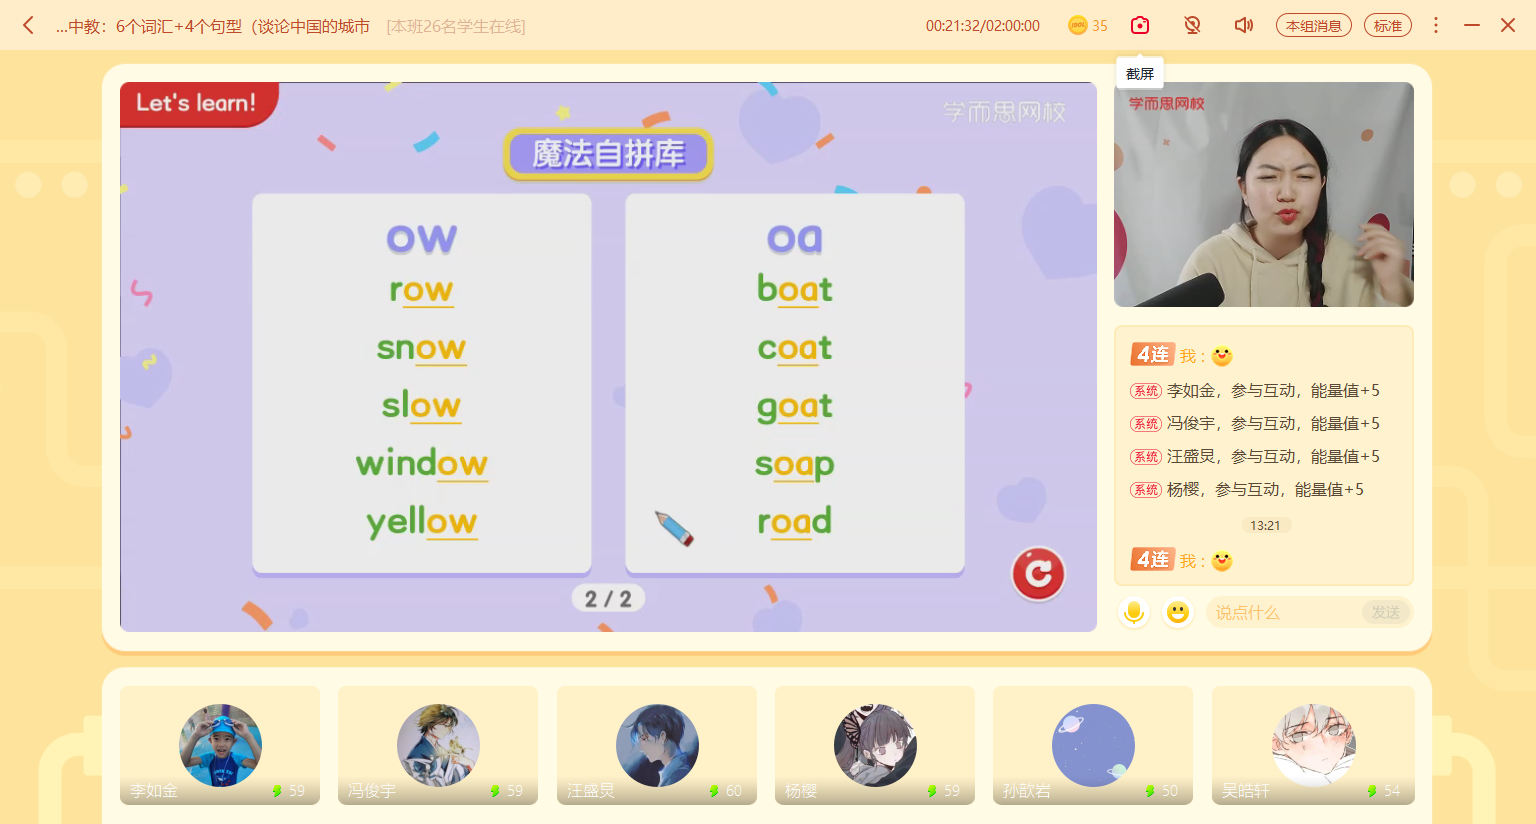 ...中教：6个词汇+4个句型（谈论中国的城市 [本班26名学生在线]
00:21:32/02:00:00
35
本组消息
标准
截屏
Let's learn!
学而思网校
魔法自拼库
ow
row
snow
slow
window
yellow
oa
boat
coat
goat
soap
road
2 / 2
学而思网校
4连 我：
系统 李如金，参与互动，能量值+5
系统 冯俊宇，参与互动，能量值+5
系统 汪盛炅，参与互动，能量值+5
系统 杨樱，参与互动，能量值+5
13:21
4连 我：
说点什么 发送
李如金 59
冯俊宇 59
汪盛炅 60
杨樱 59
孙歆岩 50
吴皓轩 54